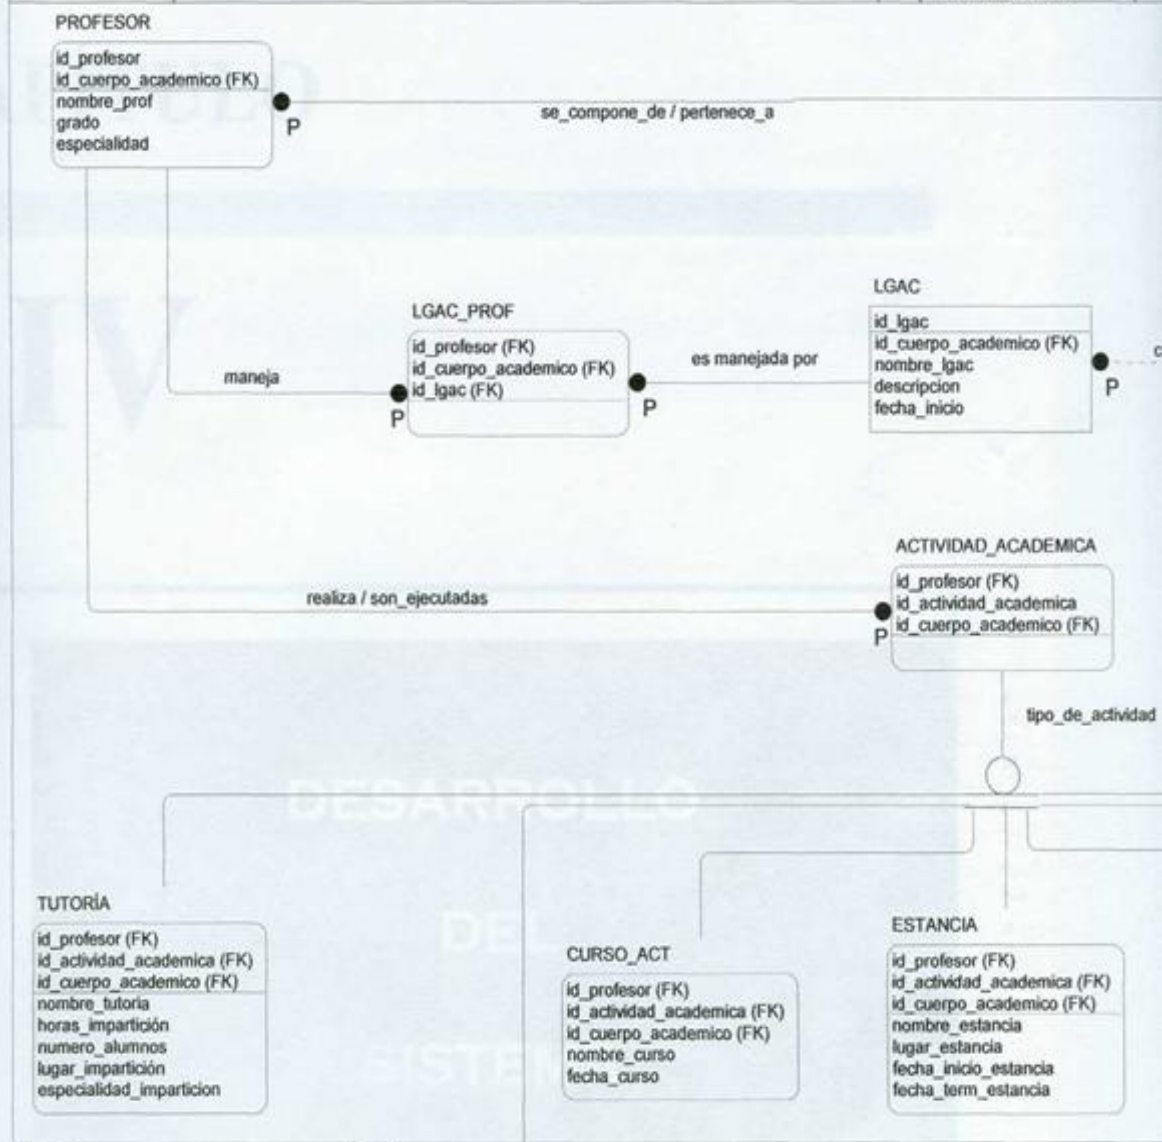 PROFESOR
id_profesor
id_cuerpo_academico (FK)
nombre_prof
grado
especialidad
P
se_compone_de / pertenece_a
LGAC_PROF
id_profesor (FK)
id_cuerpo_academico (FK)
id_lgac (FK)
maneja
P
es manejada por
P
LGAC
id_lgac
id_cuerpo_academico (FK)
nombre_lgac
descripcion
fecha_inicio
P
c
ACTIVIDAD_ACADEMICA
id_profesor (FK)
id_actividad_academica
id_cuerpo_academico (FK)
realiza / son_ejecutadas
P
tipo_de_actividad
TUTORÍA
id_profesor (FK)
id_actividad_academica (FK)
id_cuerpo_academico (FK)
nombre_tutoria
horas_impartición
numero_alumnos
lugar_impartición
especialidad_imparticion
CURSO_ACT
id_profesor (FK)
id_actividad_academica (FK)
id_cuerpo_academico (FK)
nombre_curso
fecha_curso
ESTANCIA
id_profesor (FK)
id_actividad_academica (FK)
id_cuerpo_academico (FK)
nombre_estancia
lugar_estancia
fecha_inicio_estancia
fecha_term_estancia
IV
DESARROLLO
DEL